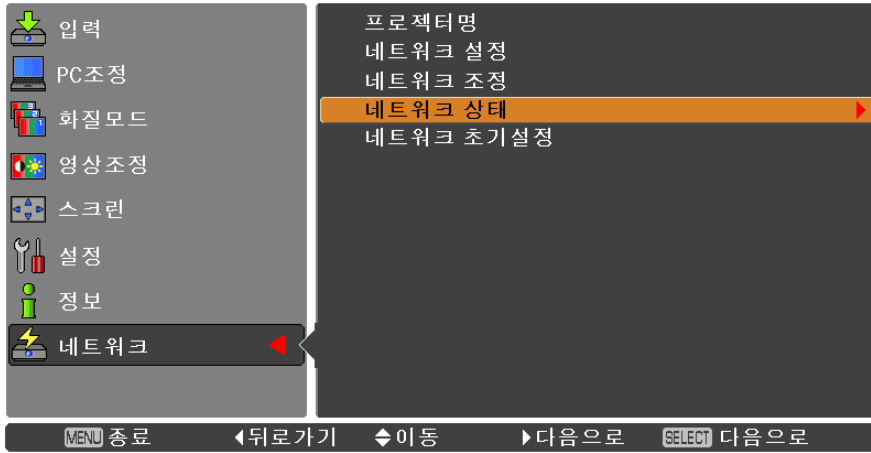 입력
PC조정
화질모드
영상조정
스크린
설정
정보
네트워크
프로젝터명
네트워크 설정
네트워크 조정
네트워크 상태
네트워크 초기설정
MENU 종료 뒤로가기 이동 다음으로 SELECT 다음으로